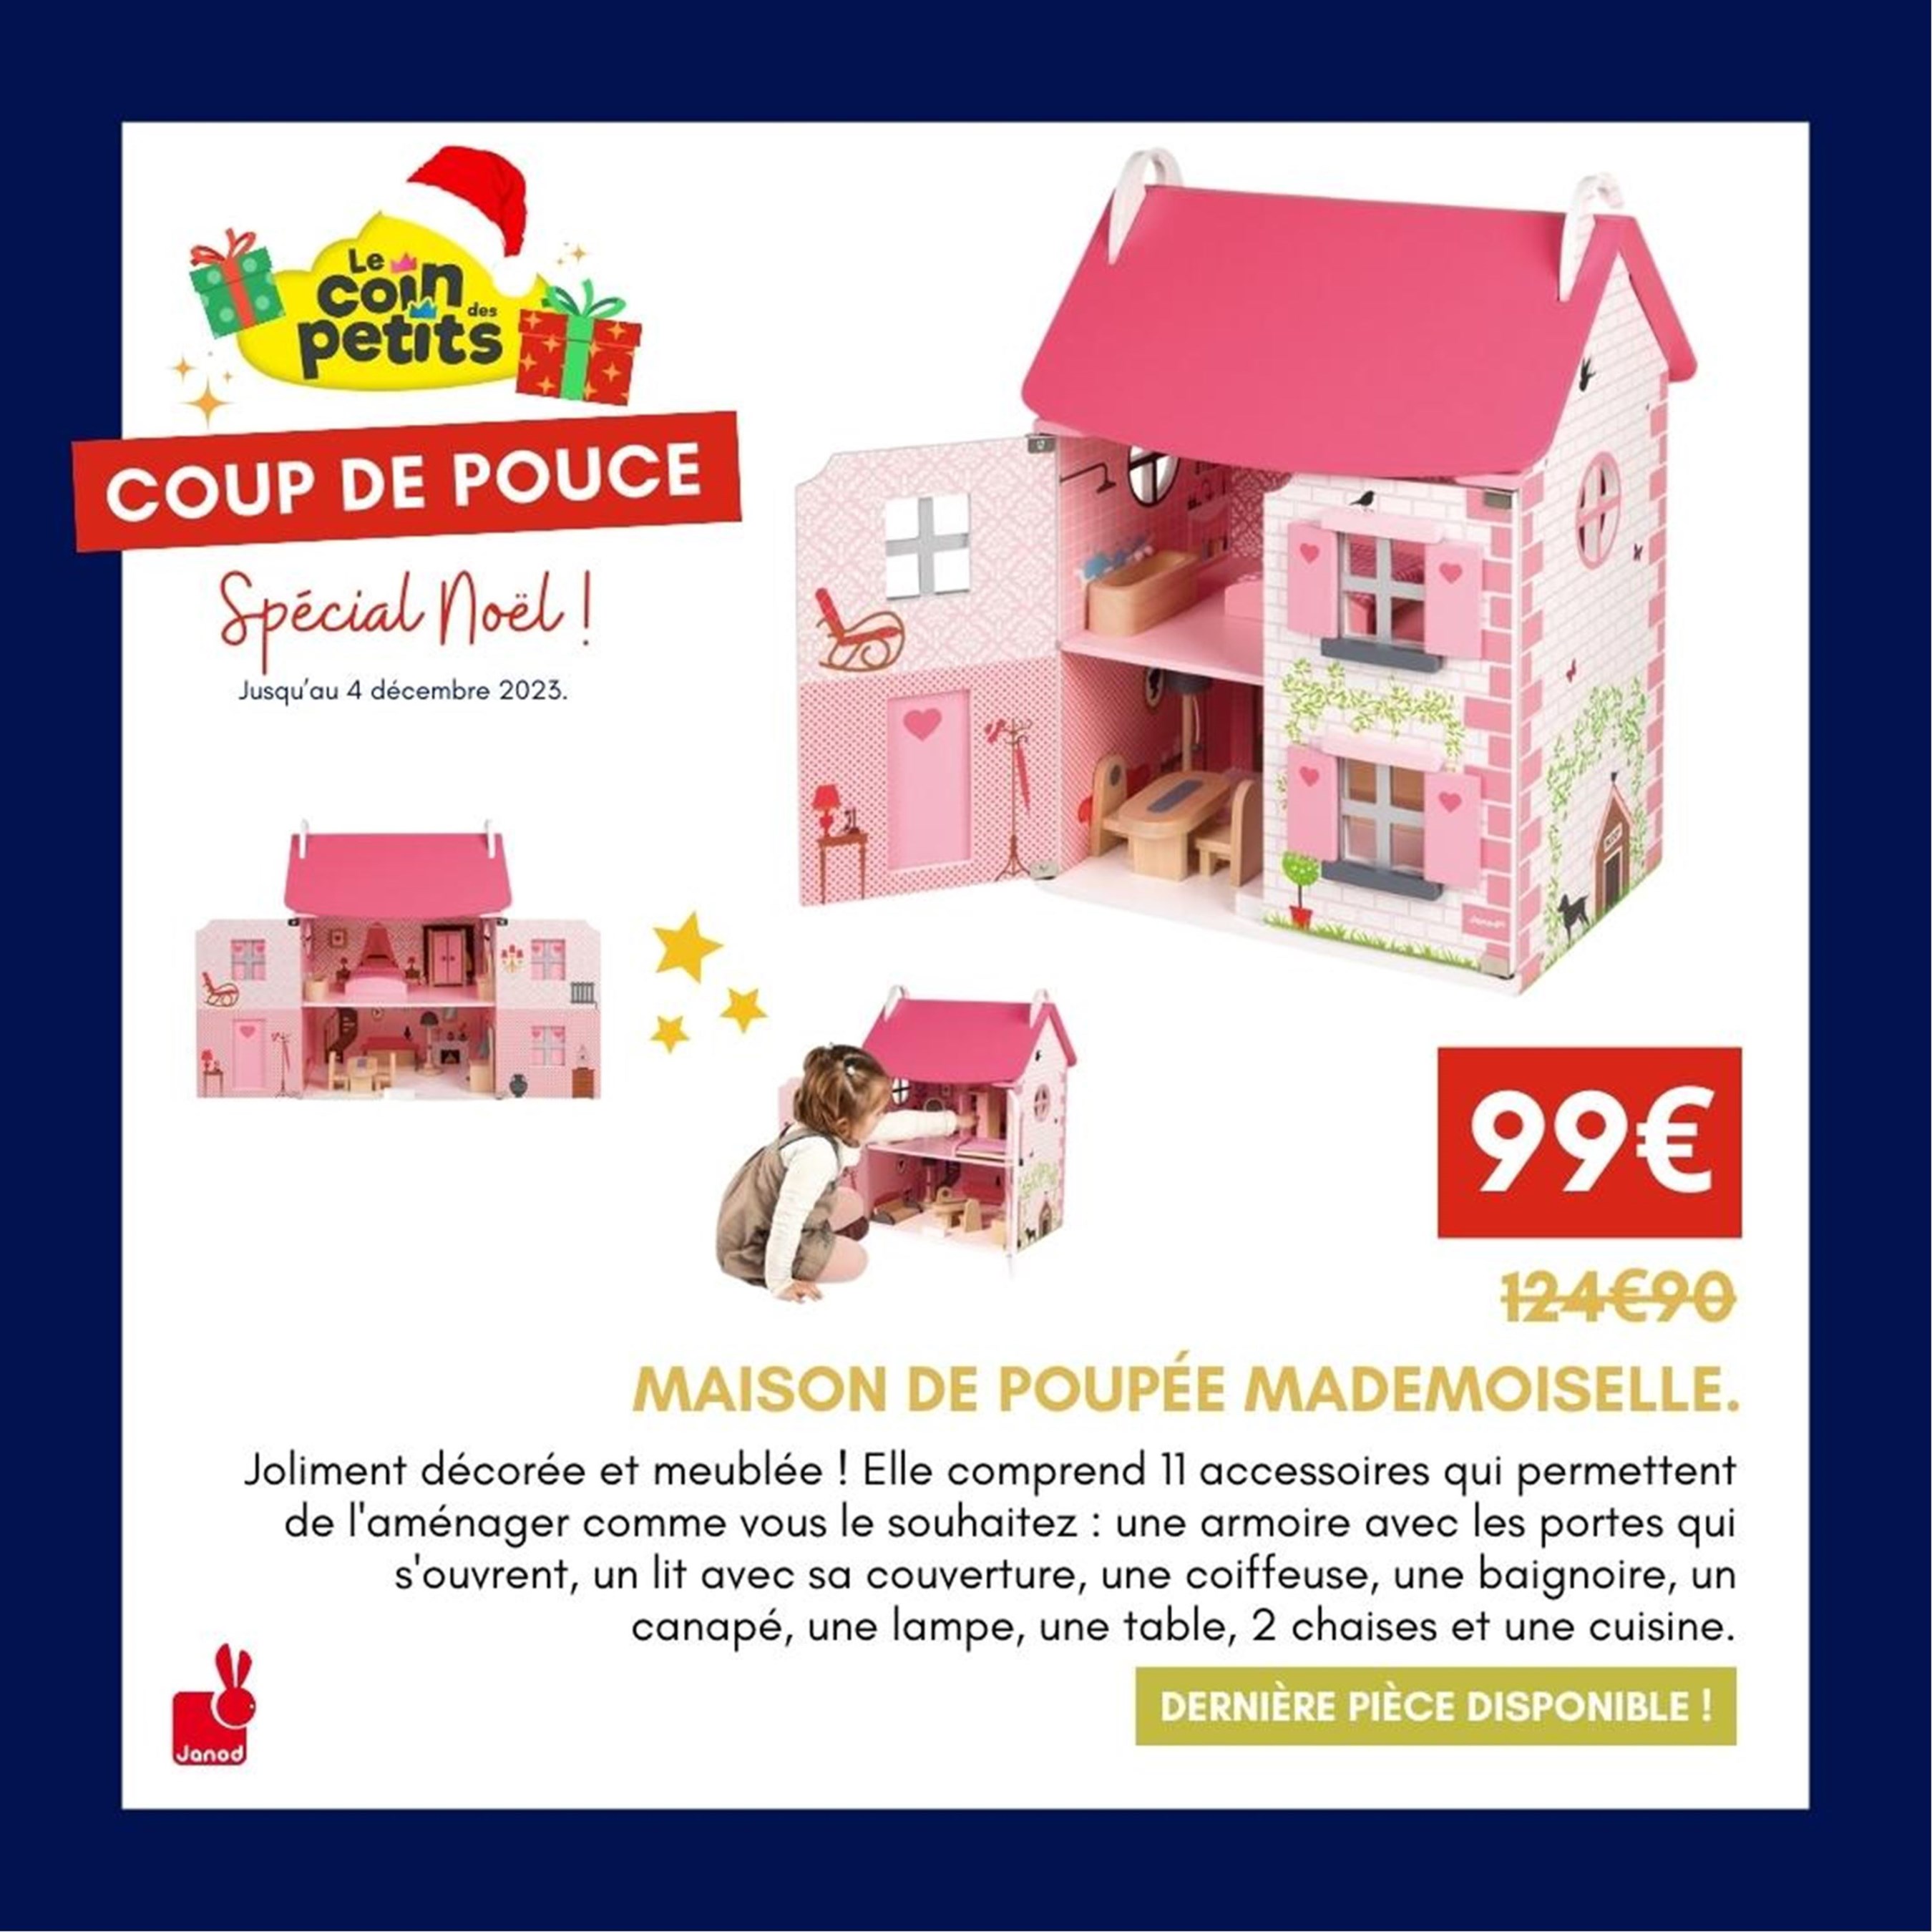 Le
coin
des
petits
COUP DE POUCE
Spécial Noël !
Jusqu'au 4 décembre 2023.
99€
124€90
MAISON DE POUPÉE MADEMOISELLE.
Joliment décorée et meublée ! Elle comprend 11 accessoires qui permettent
de l'aménager comme vous le souhaitez : une armoire avec les portes qui
s'ouvrent, un lit avec sa couverture, une coiffeuse, une baignoire, un
canapé, une lampe, une table, 2 chaises et une cuisine.
DERNIÈRE PIÈCE DISPONIBLE !
Janod